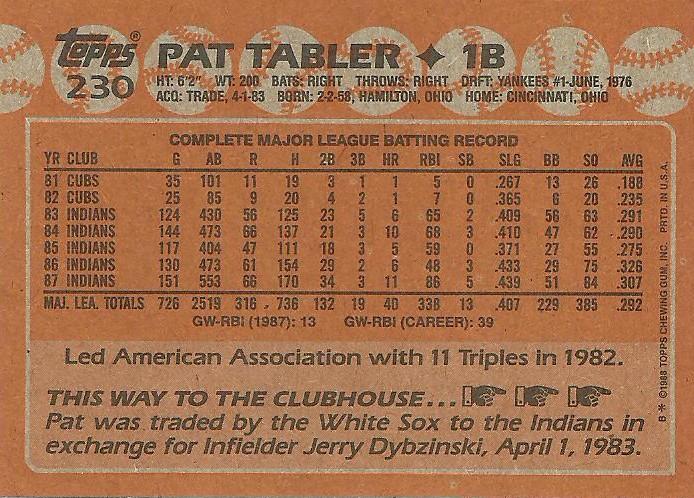 Topps® PAT TABLER ✦ 1B
230 HT: 6'2" WT: 200 BATS: RIGHT THROWS: RIGHT DRFT: YANKEES #1-JUNE, 1976
ACQ: TRADE, 4-1-83 BORN: 2-2-58, HAMILTON, OHIO HOME: CINCINNATI, OHIO
COMPLETE MAJOR LEAGUE BATTING RECORD
YR CLUB G AB R H 2B 3B HR RBI SB SLG BB SO AVG
81 CUBS 35 101 11 19 3 1 1 5 0 .267 13 26 .188
82 CUBS 25 85 9 20 4 2 1 7 0 .365 6 20 .235
83 INDIANS 124 430 56 125 23 5 6 65 2 .409 56 63 .291
84 INDIANS 144 473 66 137 21 3 10 68 3 .410 47 62 .290
85 INDIANS 117 404 47 111 18 3 5 59 0 .371 27 55 .275
86 INDIANS 130 473 61 154 29 2 6 48 3 .433 29 75 .326
87 INDIANS 151 553 66 170 34 3 11 86 5 .439 51 84 .307
MAJ. LEA. TOTALS 726 2519 316 736 132 19 40 338 13 .407 229 385 .292
GW-RBI (1987): 13 GW-RBI (CAREER): 39
Led American Association with 11 Triples in 1982.
THIS WAY TO THE CLUBHOUSE...
Pat was traded by the White Sox to the Indians in
exchange for Infielder Jerry Dybzinski, April 1, 1983.
B* ©1988 TOPPS CHEWING GUM, INC. PRTD. IN U.S.A.